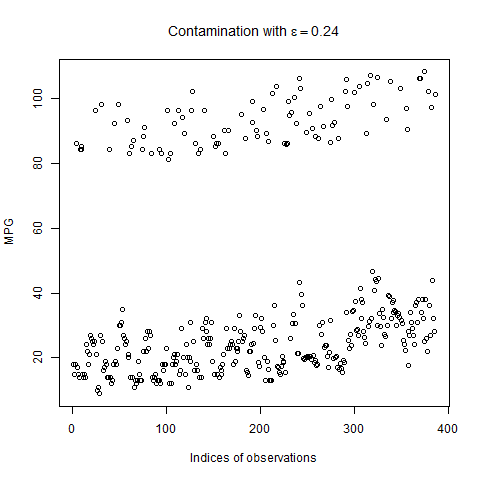 Contamination with ε = 0.24
MPG
100
80
60
40
20
0 100 200 300 400
Indices of observations